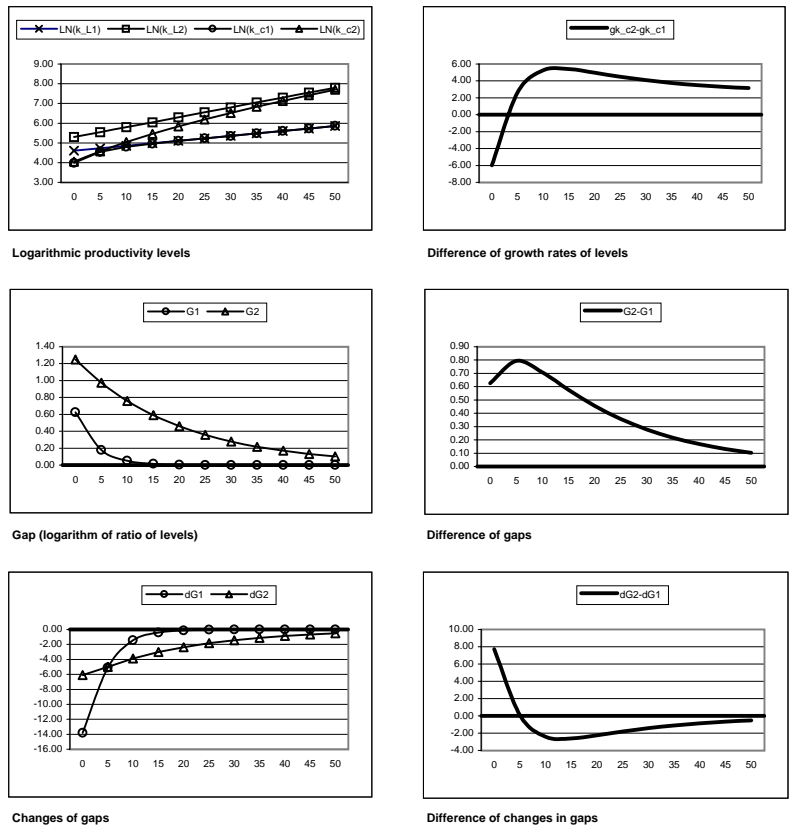 LN(k_L1) LN(k_L2) LN(k_c1) LN(k_c2)
9.00
8.00
7.00
6.00
5.00
4.00
3.00
0 5 10 15 20 25 30 35 40 45 50
Logarithmic productivity levels
gk_c2-gk_c1
6.00
4.00
2.00
0.00
-2.00
-4.00
-6.00
-8.00
0 5 10 15 20 25 30 35 40 45 50
Difference of growth rates of levels
G1 G2
1.40
1.20
1.00
0.80
0.60
0.40
0.20
0.00
0 5 10 15 20 25 30 35 40 45 50
Gap (logarithm of ratio of levels)
G2-G1
0.90
0.80
0.70
0.60
0.50
0.40
0.30
0.20
0.10
0.00
0 5 10 15 20 25 30 35 40 45 50
Difference of gaps
dG1 dG2
0.00
-2.00
-4.00
-6.00
-8.00
-10.00
-12.00
-14.00
-16.00
0 5 10 15 20 25 30 35 40 45 50
Changes of gaps
dG2-dG1
10.00
8.00
6.00
4.00
2.00
0.00
-2.00
-4.00
0 5 10 15 20 25 30 35 40 45 50
Difference of changes in gaps